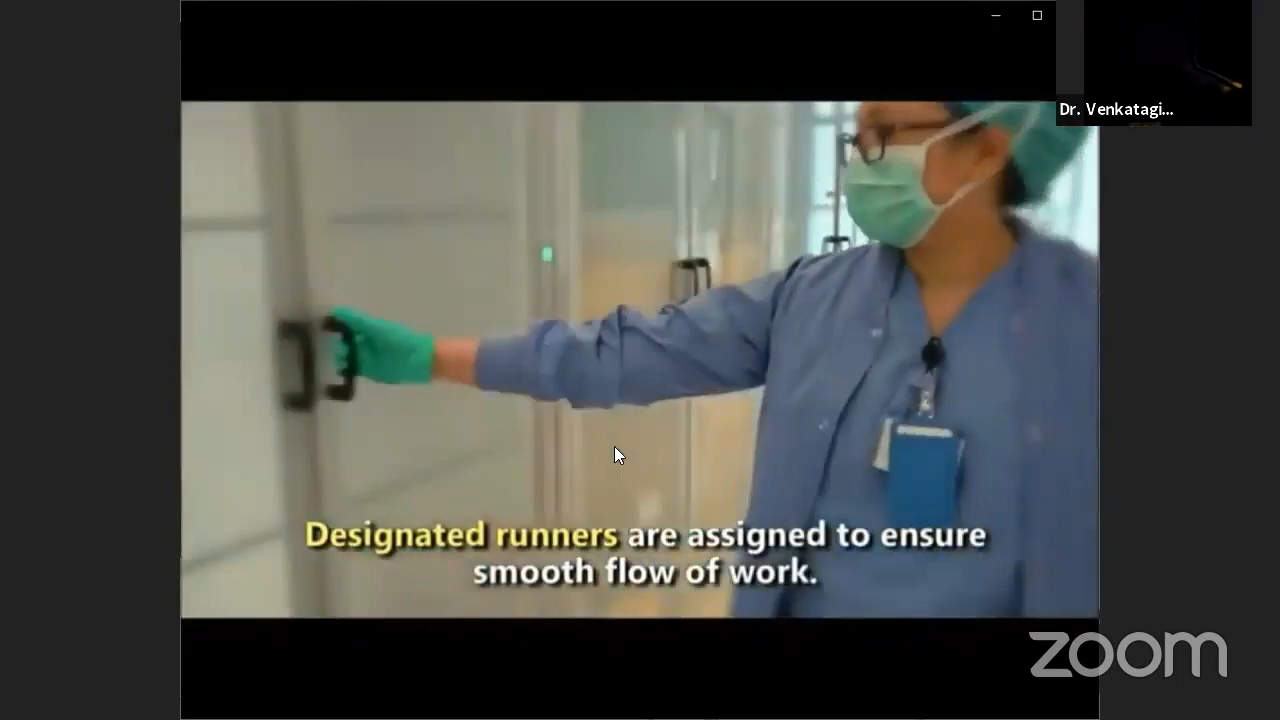 Dr. Venkatagi...
Designated runners are assigned to ensure
smooth flow of work.
zoom